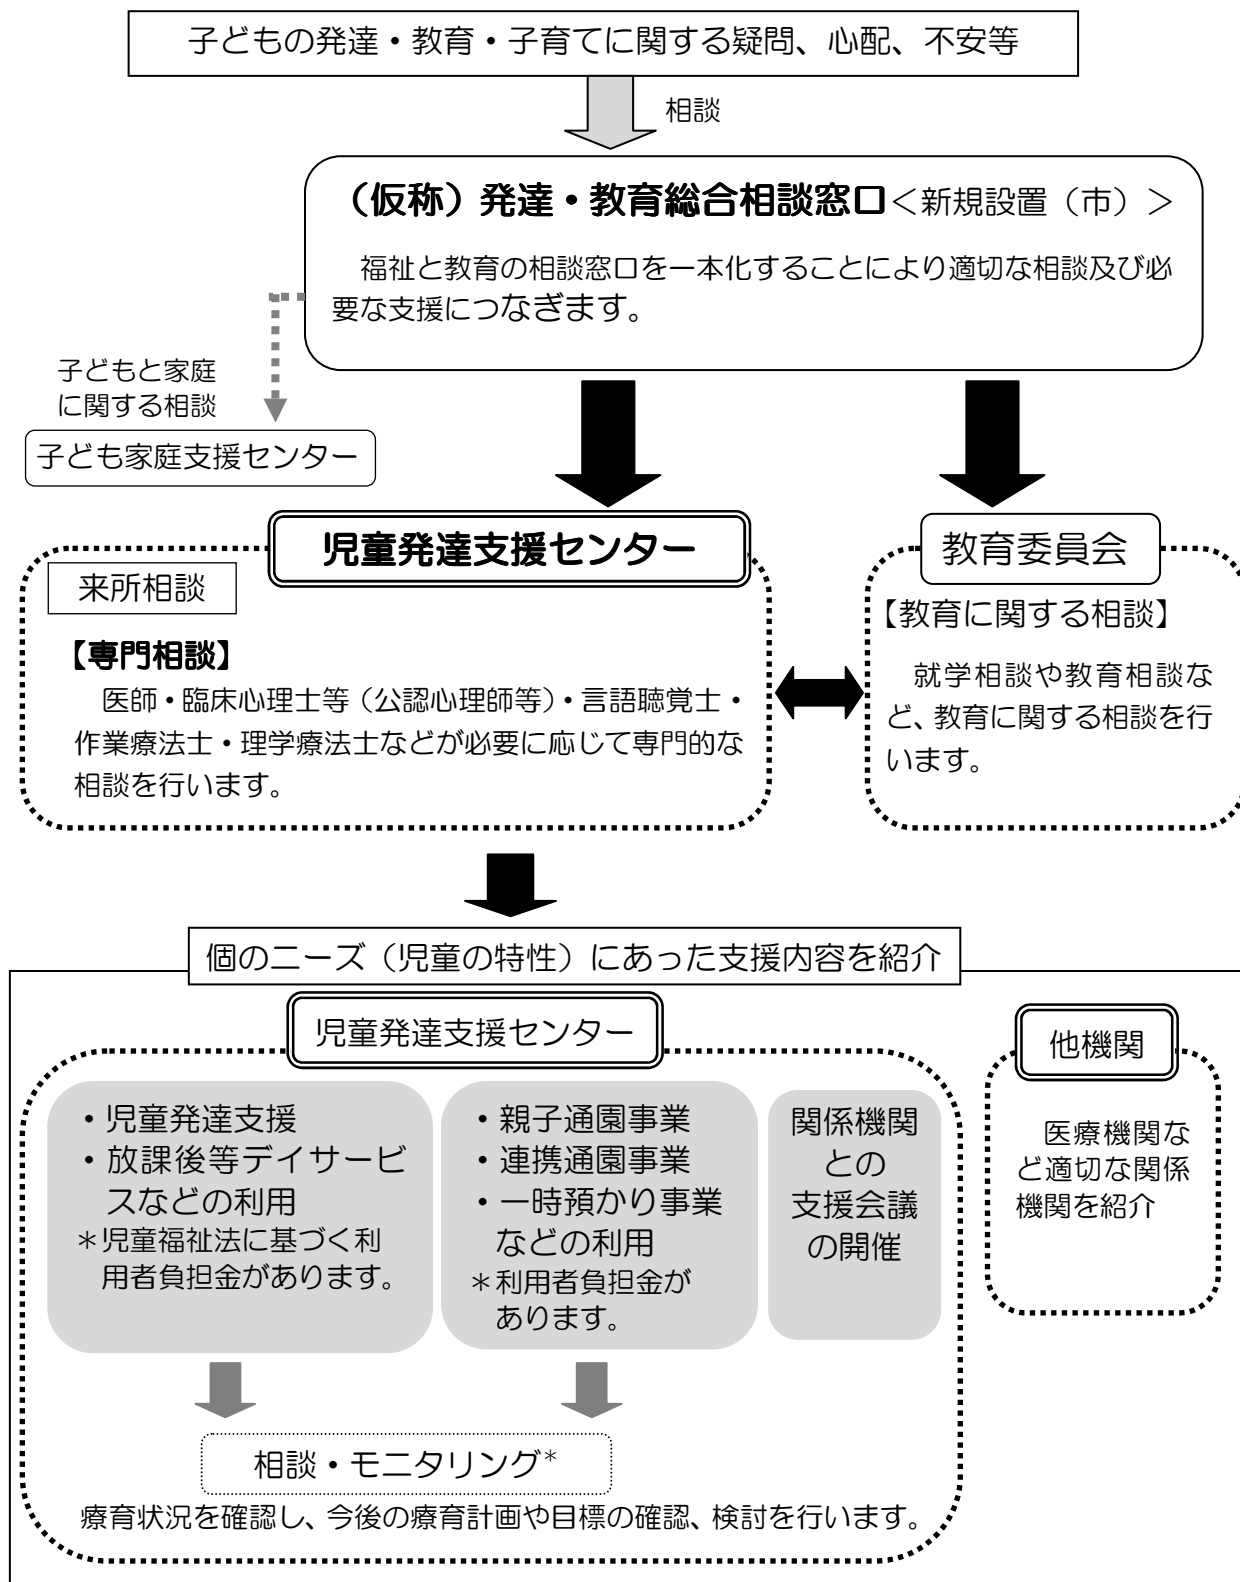 子どもの発達・教育・子育てに関する疑問、心配、不安等
相談
（仮称）発達・教育総合相談窓口＜新規設置（市）＞
福祉と教育の相談窓口を一本化することにより適切な相談及び必
要な支援につなぎます。
子どもと家庭
に関する相談
子ども家庭支援センター
児童発達支援センター
来所相談
【専門相談】
医師・臨床心理士等（公認心理師等）・言語聴覚士・
作業療法士・理学療法士などが必要に応じて専門的な
相談を行います。
教育委員会
【教育に関する相談】
就学相談や教育相談な
ど、教育に関する相談を行
います。
個のニーズ（児童の特性）にあった支援内容を紹介
児童発達支援センター
・児童発達支援
・放課後等デイサービ
スなどの利用
＊児童福祉法に基づく利
用者負担金があります。
・親子通園事業
・連携通園事業
・一時預かり事業
などの利用
＊利用者負担金が
あります。
関係機関
との
支援会議
の開催
相談・モニタリング＊
療育状況を確認し、今後の療育計画や目標の確認、検討を行います。
他機関
医療機関な
ど適切な関係
機関を紹介